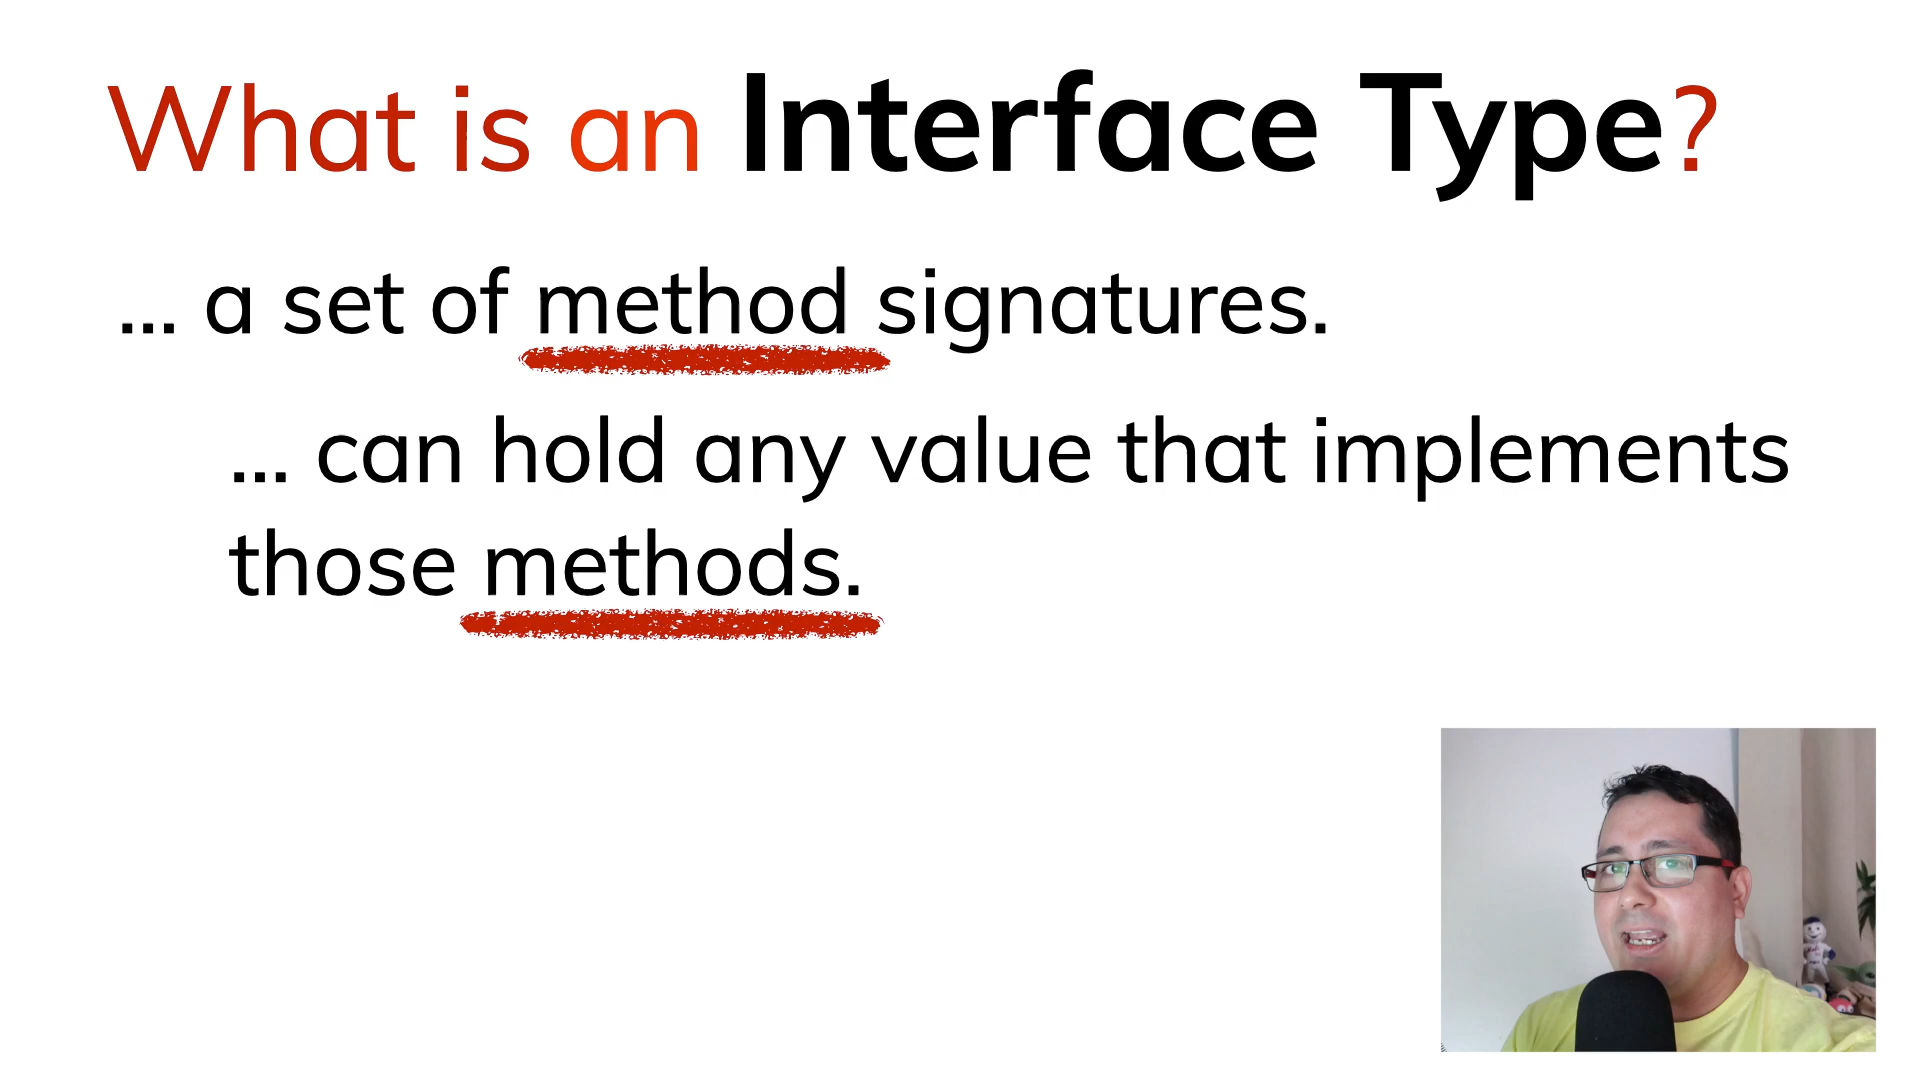 What is an Interface Type?
... a set of method signatures.
... can hold any value that implements
those methods.